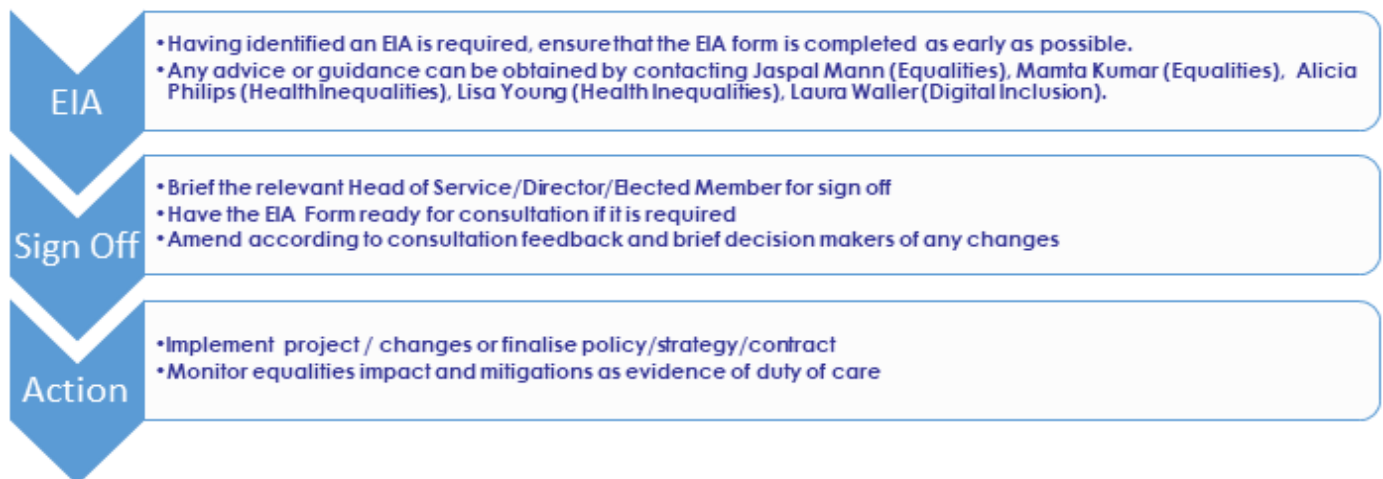 EIA
•Having identified an EIA is required, ensure that the EIA form is completed as early as possible.
•Any advice or guidance can be obtained by contacting Jaspal Mann (Equalities), Mamta Kumar (Equalities), Alicia
Philips (Health Inequalities), Lisa Young (Health Inequalities), Laura Waller (Digital Inclusion).
Sign Off
•Brief the relevant Head of Service/Director/Elected Member for sign off
•Have the EIA Form ready for consultation if it is required
•Amend according to consultation feedback and brief decision makers of any changes
Action
•Implement project / changes or finalise policy/strategy/contract
•Monitor equalities impact and mitigations as evidence of duty of care